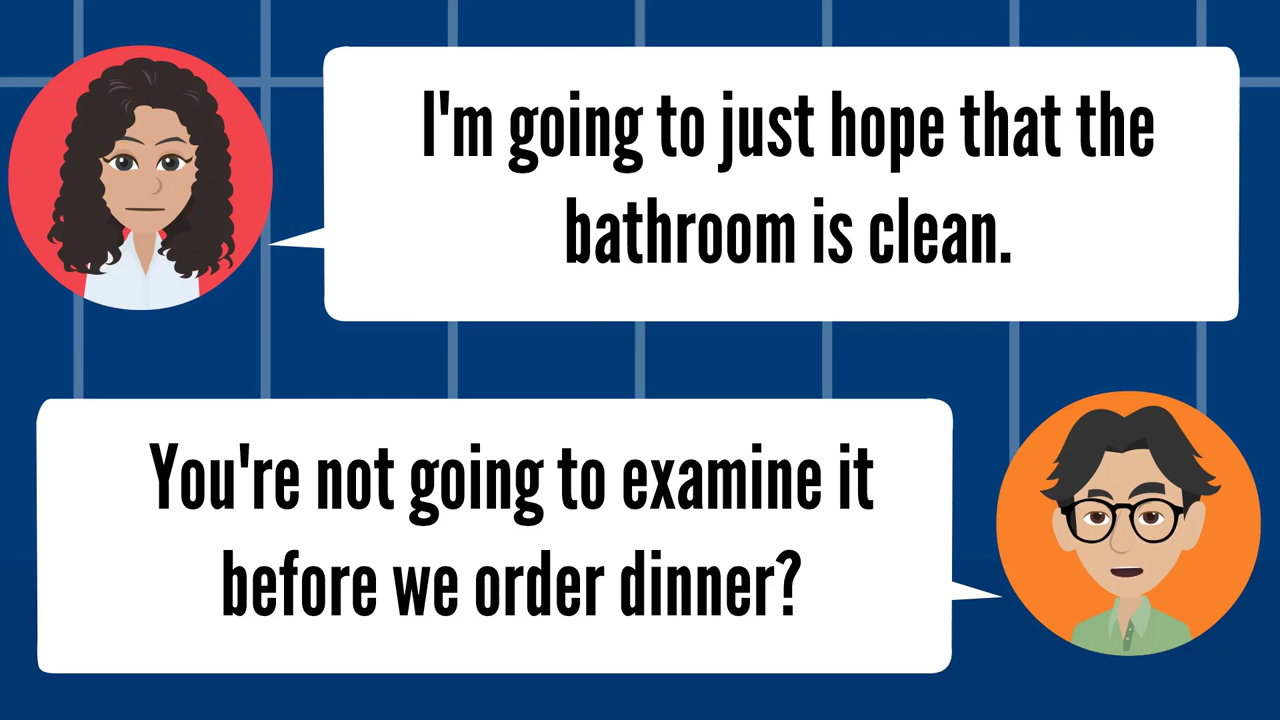 I'm going to just hope that the
bathroom is clean.
You're not going to examine it
before we order dinner?